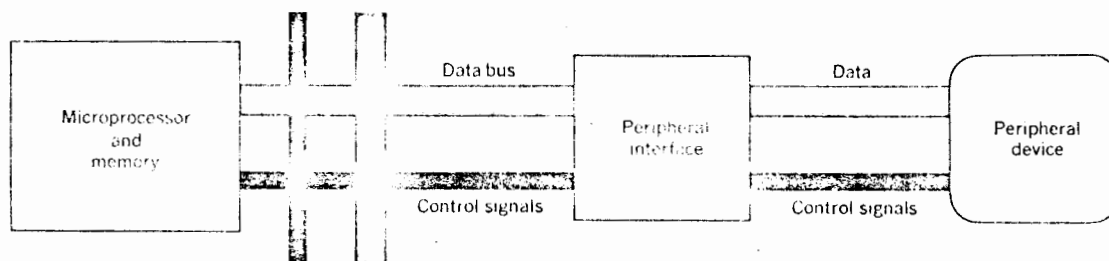 Microprocessor
and
memory
Data bus
Control signals
Peripheral
interface
Data
Control signals
Peripheral
device